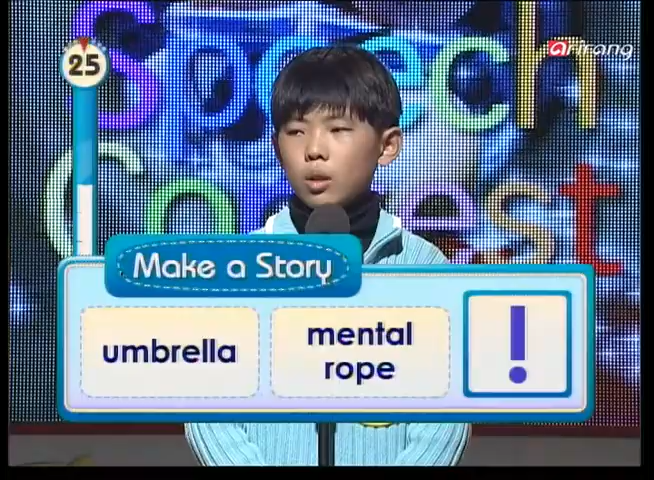 Speech
arirang
25
Contest
Make a Story
umbrella
mental
rope
!